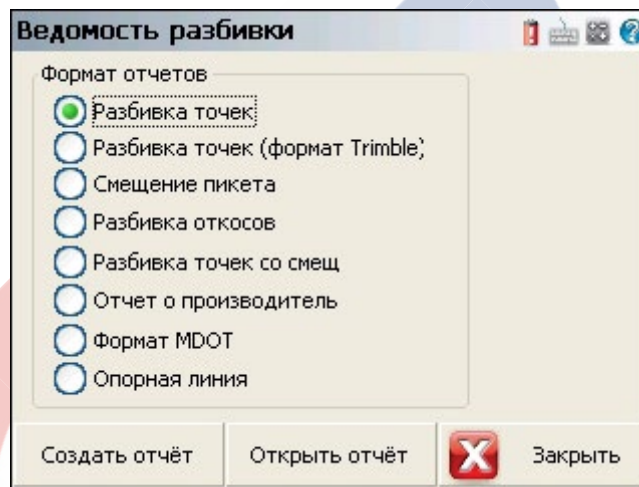 Ведомость разбивки
Формат отчетов
Разбивка точек
Разбивка точек (формат Trimble)
Смещение пикета
Разбивка откосов
Разбивка точек со смещ
Отчет о производитель
Формат MDOT
Опорная линия
Создать отчёт
Открыть отчёт
Закрыть